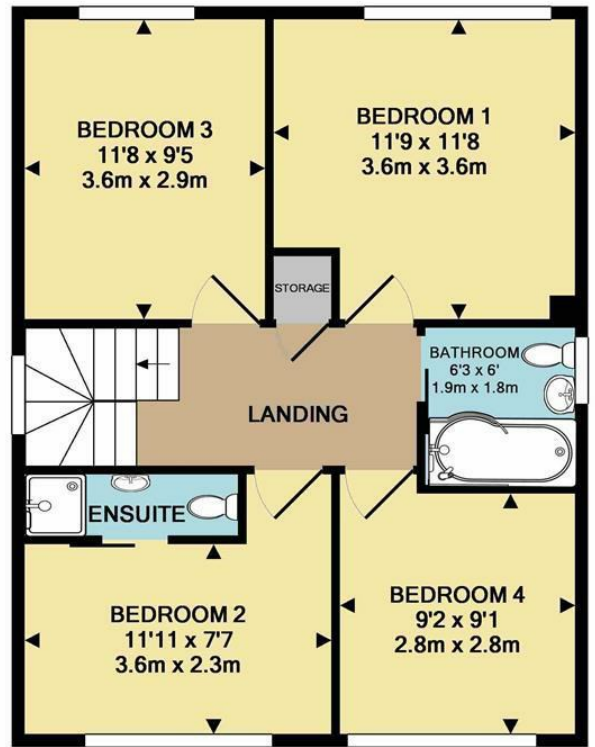 BEDROOM 3
11'8 x 9'5
3.6m x 2.9m
BEDROOM 1
11'9 x 11'8
3.6m x 3.6m
STORAGE
BATHROOM
6'3 x 6'
1.9m x 1.8m
LANDING
ENSUITE
BEDROOM 2
11'11 x 7'7
3.6m x 2.3m
BEDROOM 4
9'2 x 9'1
2.8m x 2.8m